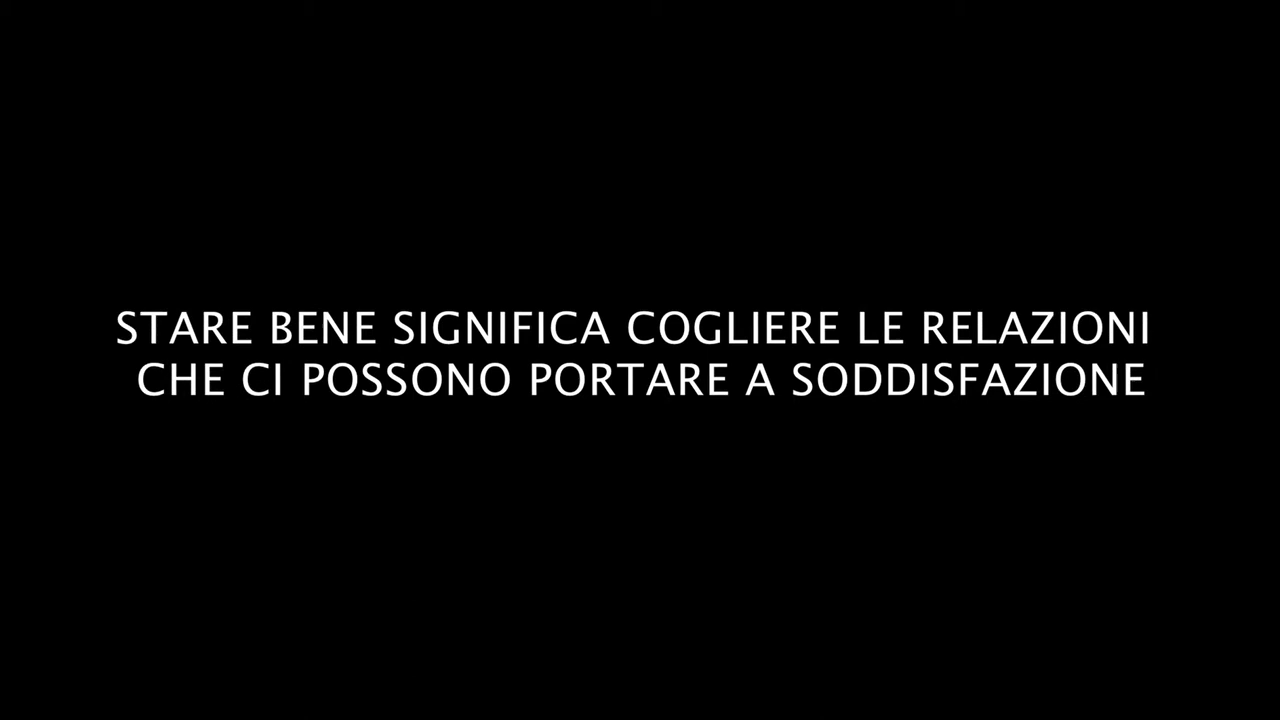 STARE BENE SIGNIFICA COGLIERE LE RELAZIONI
CHE CI POSSONO PORTARE A SODDISFAZIONE